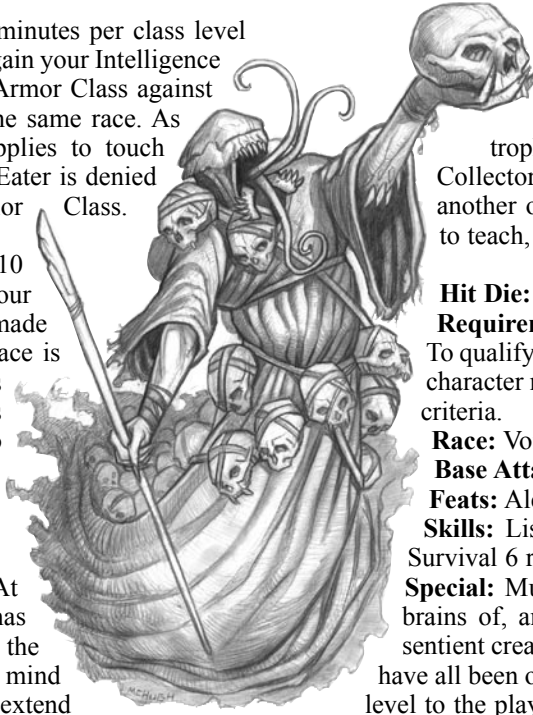 minutes per class level
gain your Intelligence
Armor Class against
he same race. As
pplies to touch
Eater is denied
or Class.
10
our
made
ace is
At
has
the
mind
extend
trop
Collector
another o
to teach,
Hit Die:
Requiren
To qualify
character n
criteria.
Race: Vo
Base Atta
Feats: Ale
Skills: Lis
Survival 6 r
Special: Mu
brains of, an
sentient crea
have all been o
level to the play
McHUGH